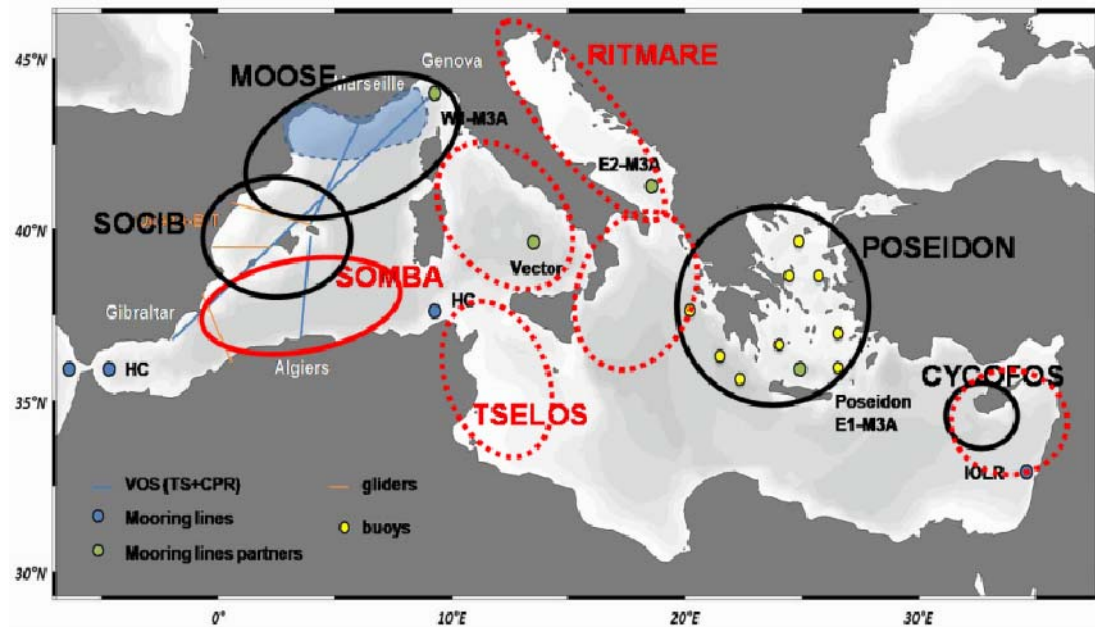 45°N
40°N
35°N
30°N
0°
10°E
20°E
30°E
MOOSE
Marseille
Genova
W1-M3A
RITMARE
E2-M3A
SOCIB
SOMBA
Vector
POSEIDON
Gibraltar
HC
HC
Algiers
TSELOS
CYCOFOS
Poseidon
E1-M3A
IOLR
VOS (TS+CPR)
gliders
Mooring lines
buoys
Mooring lines partners